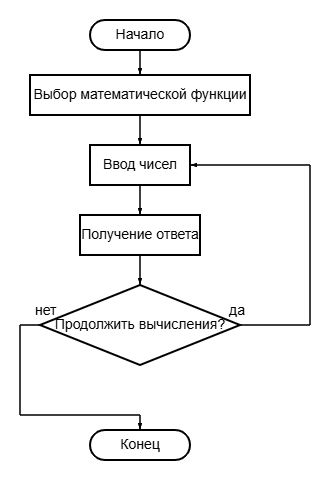 Начало
Выбор математической функции
Ввод чисел
Получение ответа
нет
да
Продолжить вычисления?
Конец